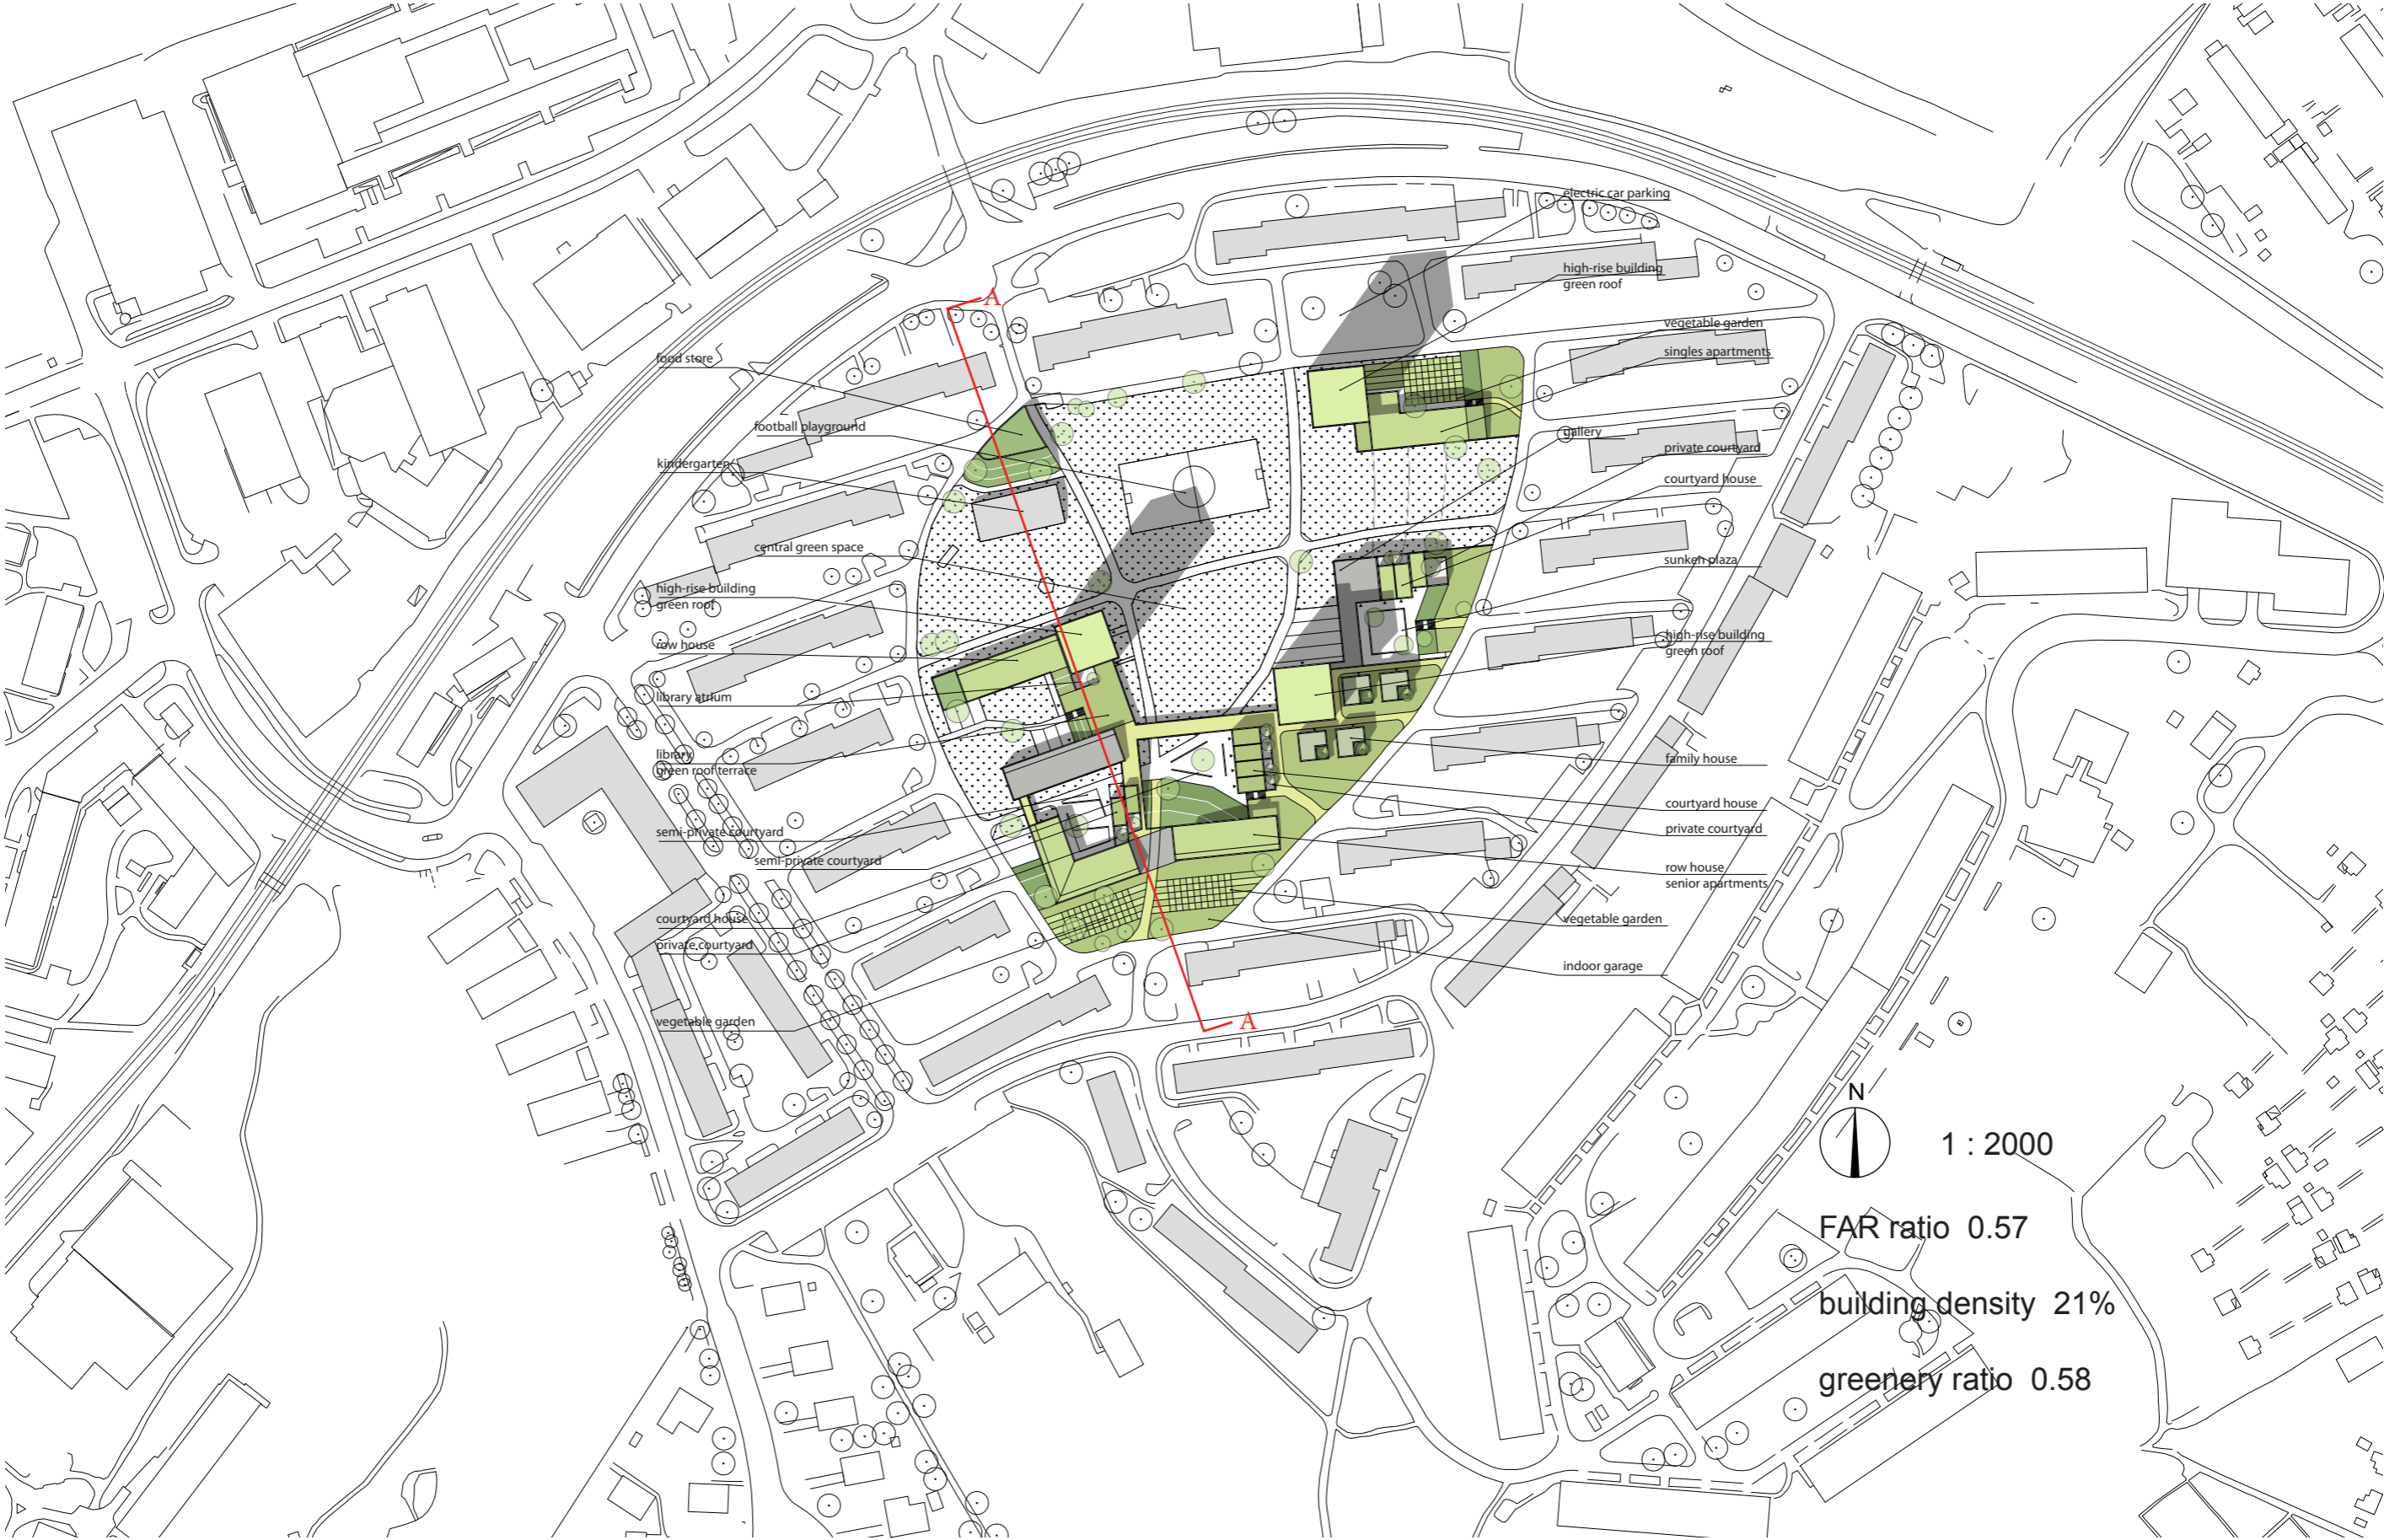 A
food store
football playground
kindergarten
central green space
high-rise building
green roof
row house
library atrium
library
green roof terrace
semi-private courtyard
semi-private courtyard
courtyard house
private courtyard
vegetable garden
electric car parking
high-rise building
green roof
vegetable garden
singles apartments
gallery
private courtyard
courtyard house
sunken plaza
high-rise building
green roof
family house
courtyard house
private courtyard
row house
senior apartments
vegetable garden
indoor garage
A
N
1 : 2000
FAR ratio 0.57
building density 21%
greenery ratio 0.58